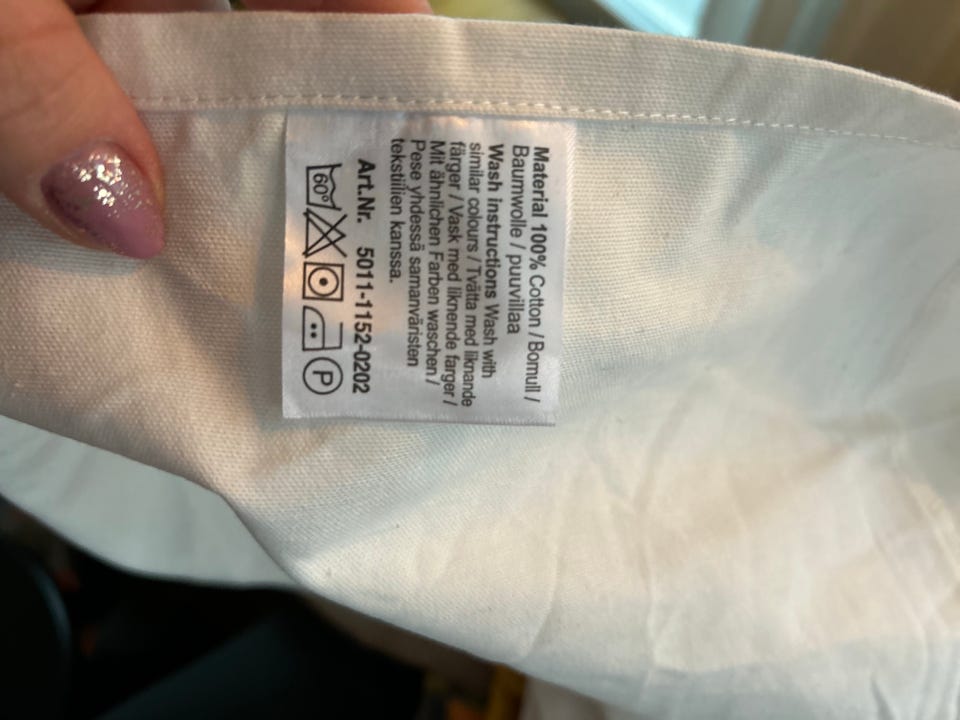 Material 100% Cotton / Bomull /
Baumwolle / puuvillaa
Wash instructions Wash with
similar colours / Tvätta med liknande
färger / Vask med liknende farger /
Mit ähnlichen Farben waschen /
Pese yhdessä samanväristen
tekstiilien kanssa.
Art.Nr. 5011-1152-0202
60° P